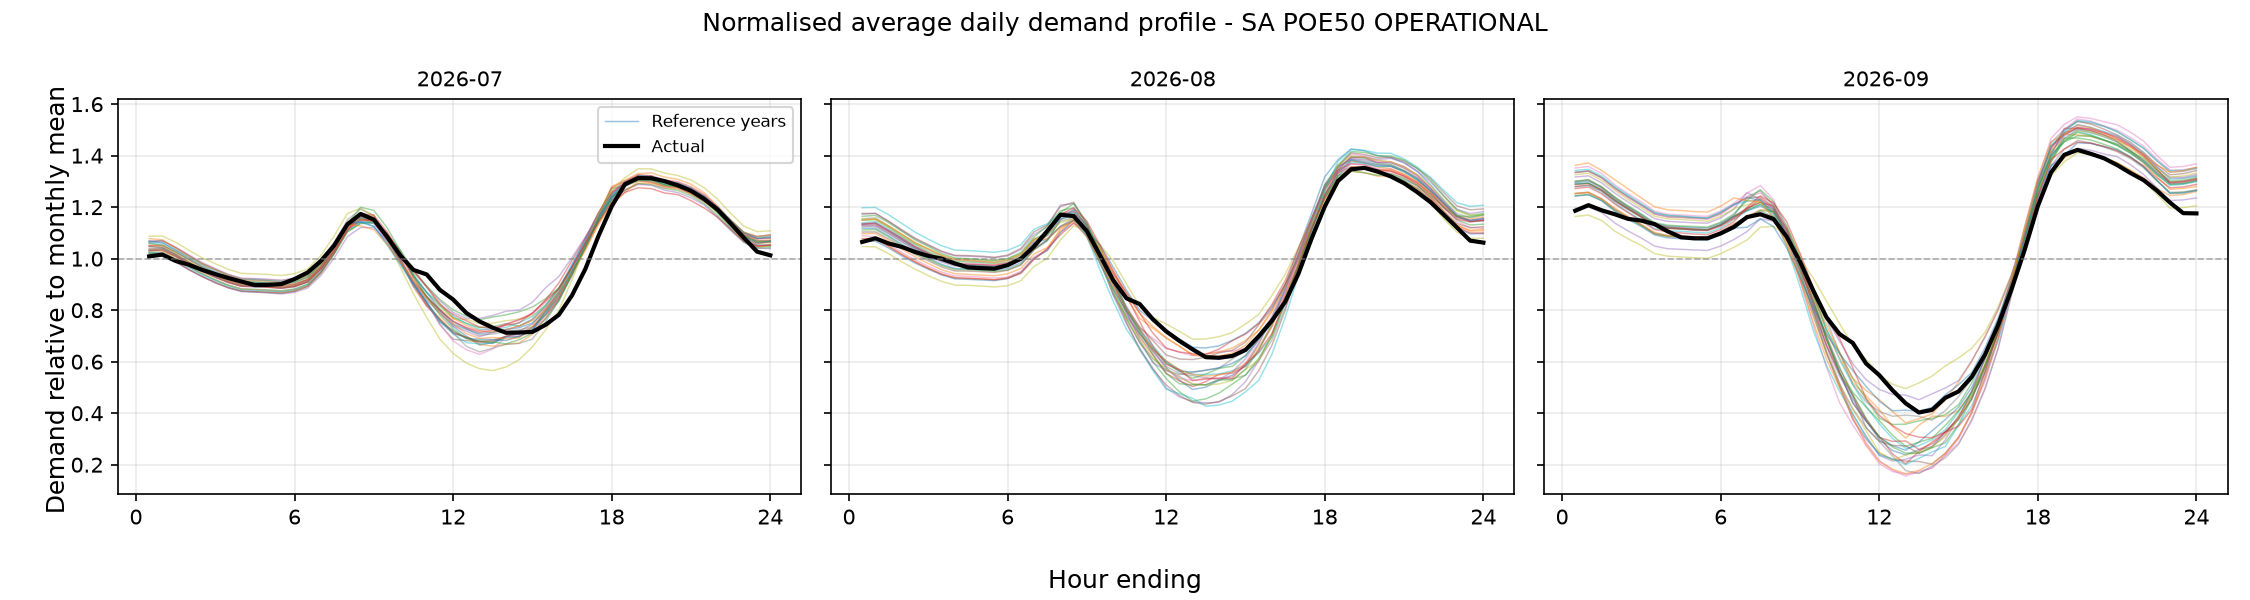 Normalised average daily demand profile - SA POE50 OPERATIONAL
2026-07
2026-08
2026-09
Demand relative to monthly mean
1.6
1.4
1.2
1.0
0.8
0.6
0.4
0.2
Reference years
Actual
0 6 12 18 24
0 6 12 18 24
0 6 12 18 24
Hour ending